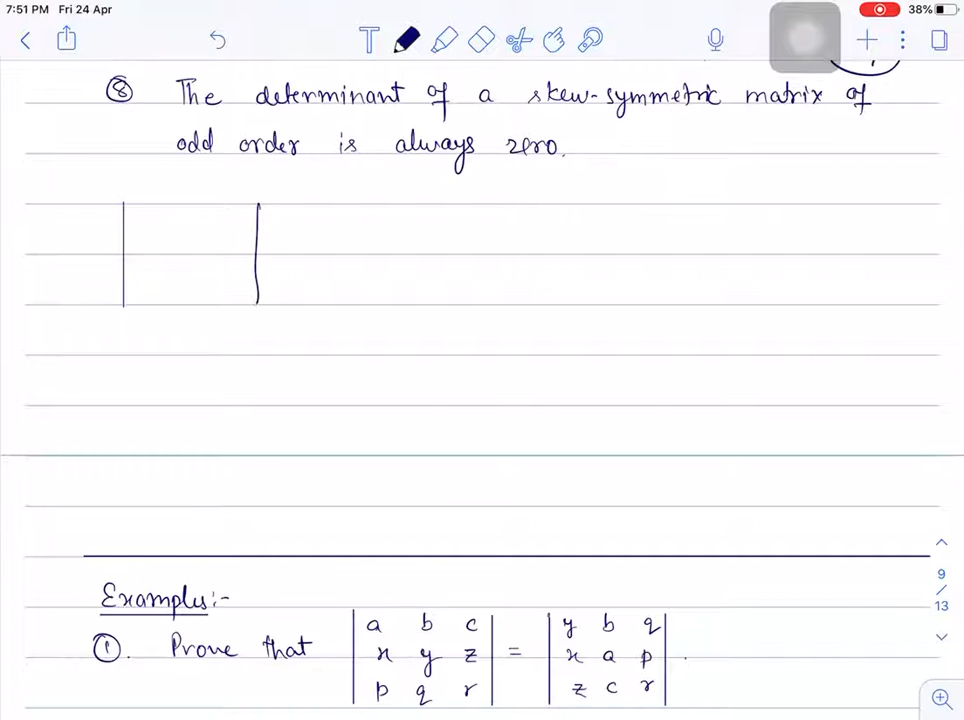 7:51 PM Fri 24 Apr 38%
T
⑧ The determinant of a skew-symmetric matrix of
odd order is always zero.
9
/
13
Examples:-
①. Prove that | a b c | = | y b q | .
| x y z | | x a p |
| p q r | | z c r |